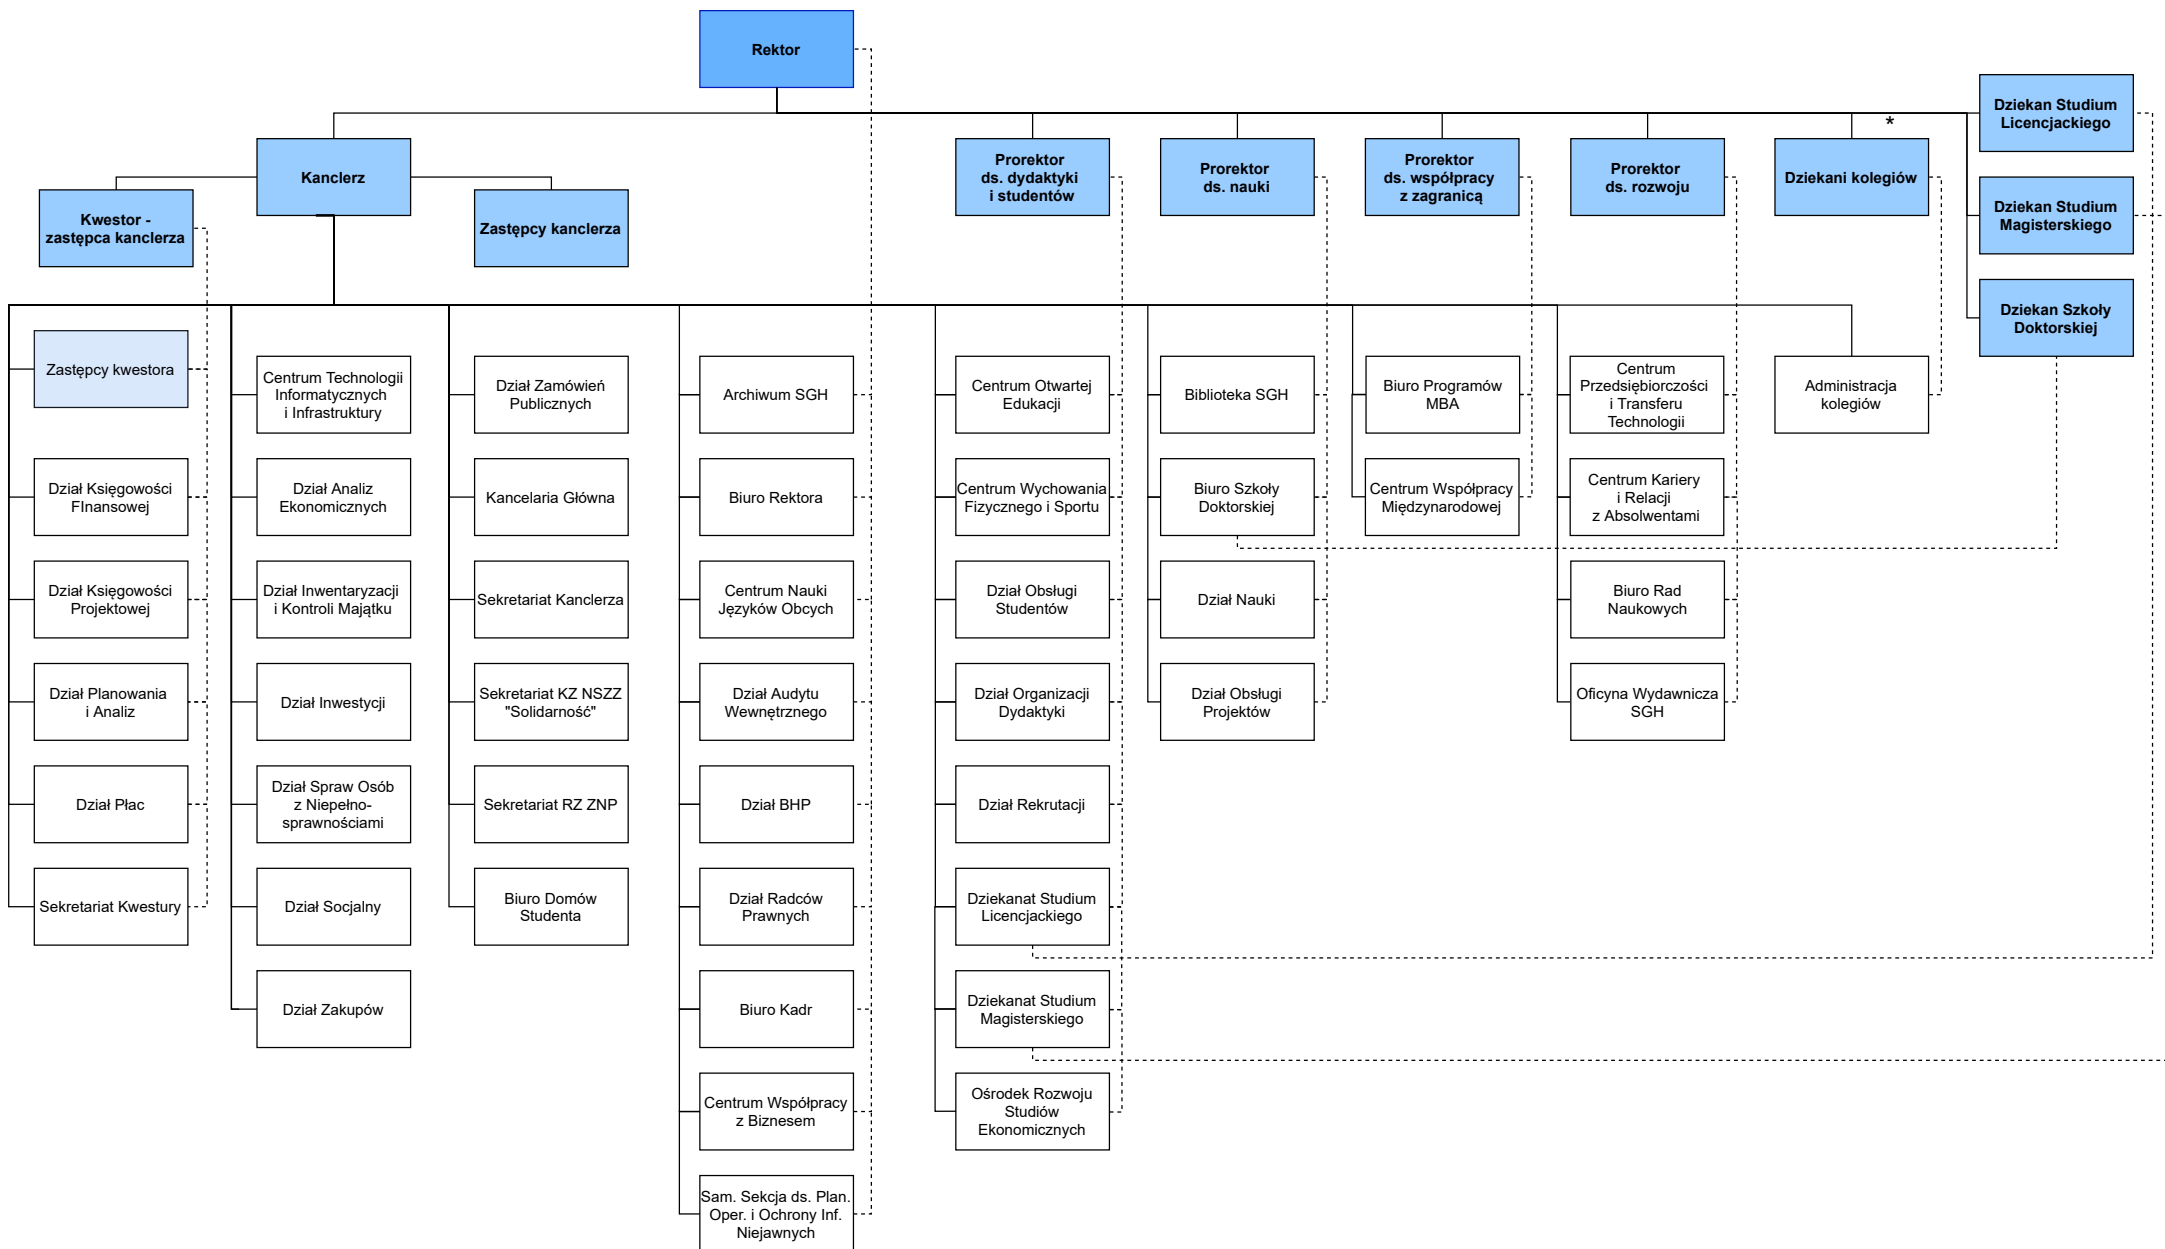 Rektor
Dziekan Studium
Licencjackiego
*
Kanclerz
Prorektor
ds. dydaktyki
i studentów
Prorektor
ds. nauki
Prorektor
ds. współpracy
z zagranicą
Prorektor
ds. rozwoju
Dziekani kolegiów
Kwestor -
zastępca kanclerza
Zastępcy kanclerza
Dziekan Studium
Magisterskiego
Dziekan Szkoły
Doktorskiej
Zastępcy kwestora
Centrum Technologii
Informatycznych
i Infrastruktury
Dział Zamówień
Publicznych
Archiwum SGH
Centrum Otwartej
Edukacji
Biblioteka SGH
Biuro Programów
MBA
Centrum
Przedsiębiorczości
i Transferu
Technologii
Administracja
kolegiów
Dział Księgowości
FInansowej
Dział Analiz
Ekonomicznych
Kancelaria Główna
Biuro Rektora
Centrum Wychowania
Fizycznego i Sportu
Biuro Szkoły
Doktorskiej
Centrum Współpracy
Międzynarodowej
Centrum Kariery
i Relacji
z Absolwentami
Dział Księgowości
Projektowej
Dział Inwentaryzacji
i Kontroli Majątku
Sekretariat Kanclerza
Centrum Nauki
Języków Obcych
Dział Obsługi
Studentów
Dział Nauki
Biuro Rad
Naukowych
Dział Planowania
i Analiz
Dział Inwestycji
Sekretariat KZ NSZZ
"Solidarność"
Dział Audytu
Wewnętrznego
Dział Organizacji
Dydaktyki
Dział Obsługi
Projektów
Oficyna Wydawnicza
SGH
Dział Płac
Dział Spraw Osób
z Niepełno-
sprawnościami
Sekretariat RZ ZNP
Dział BHP
Dział Rekrutacji
Sekretariat Kwestury
Dział Socjalny
Biuro Domów
Studenta
Dział Radców
Prawnych
Dziekanat Studium
Licencjackiego
Dział Zakupów
Biuro Kadr
Dziekanat Studium
Magisterskiego
Centrum Współpracy
z Biznesem
Ośrodek Rozwoju
Studiów
Ekonomicznych
Sam. Sekcja ds. Plan.
Oper. i Ochrony Inf.
Niejawnych